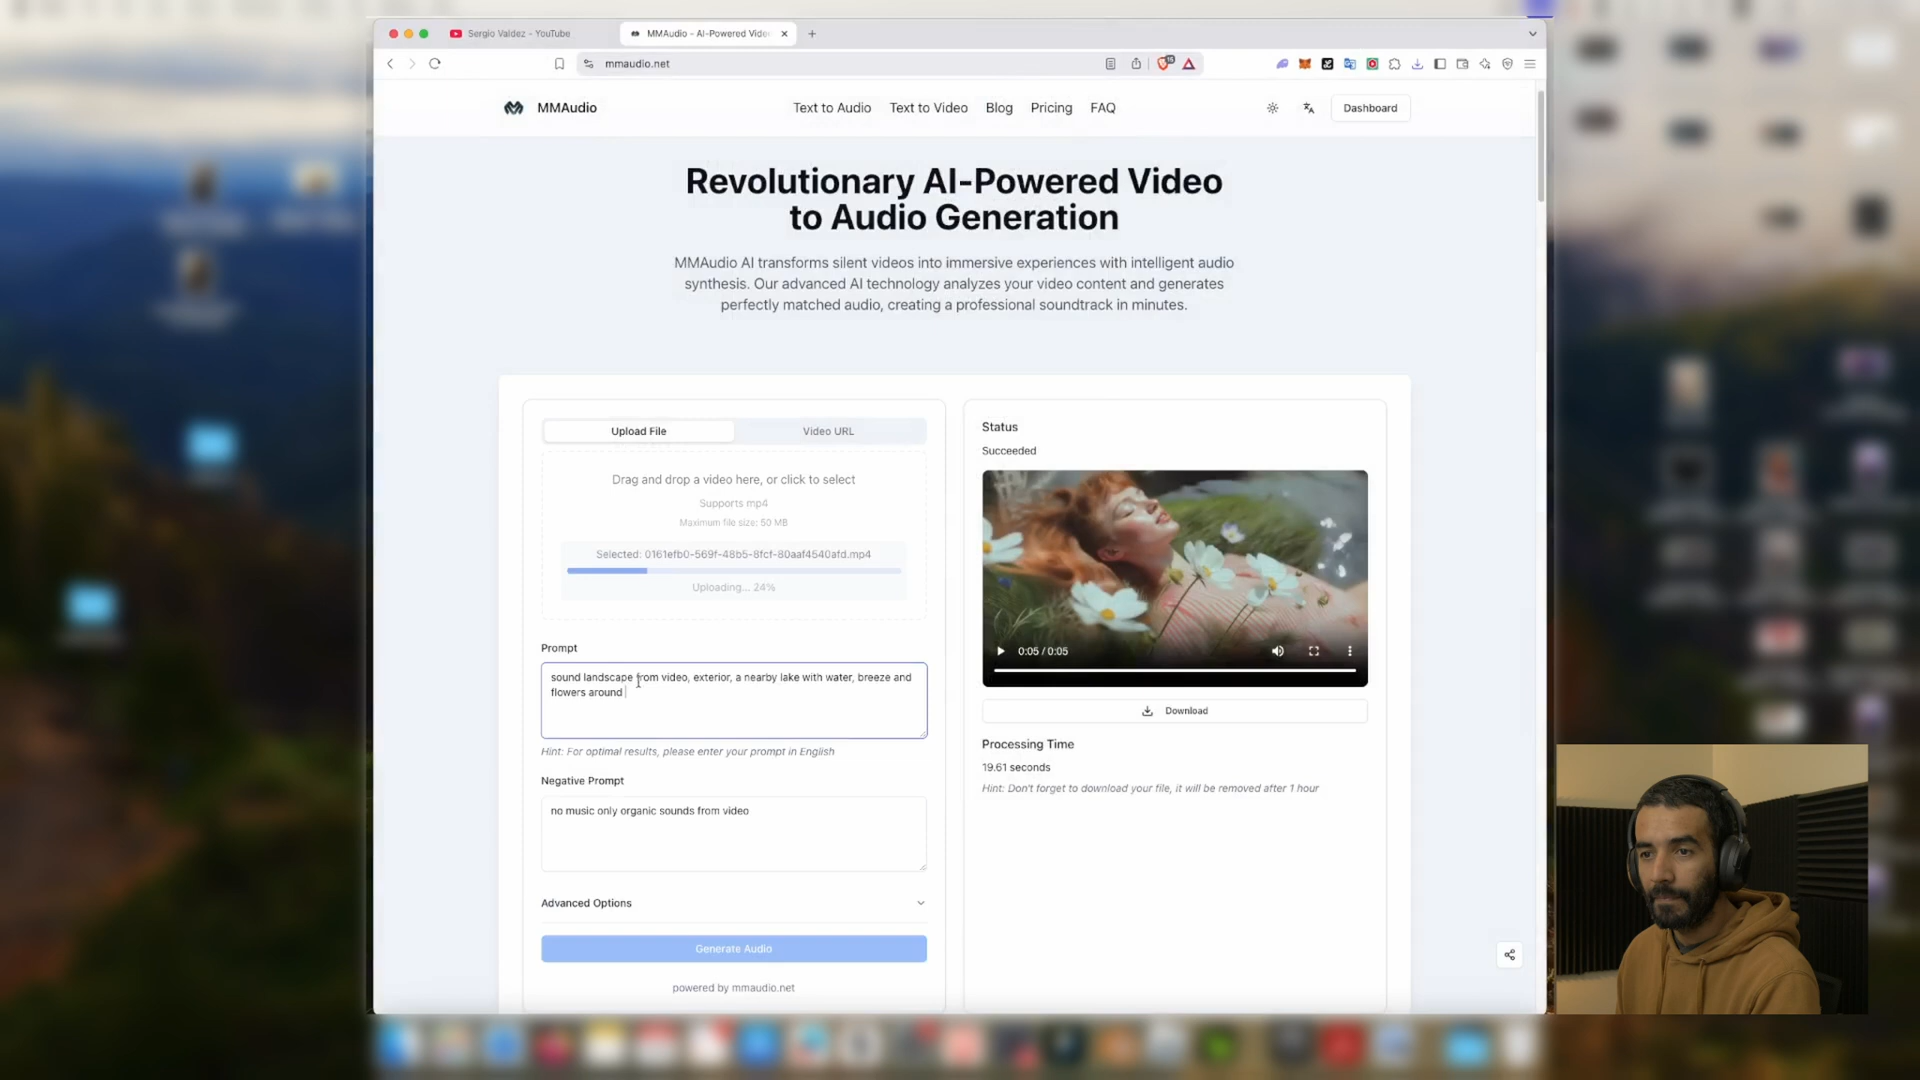 Sergio Valdez - YouTube
MMAudio - AI-Powered Vide
mmaudio.net
MMAudio
Text to Audio
Text to Video
Blog
Pricing
FAQ
Dashboard
Revolutionary AI-Powered Video
to Audio Generation
MMAudio AI transforms silent videos into immersive experiences with intelligent audio
synthesis. Our advanced AI technology analyzes your video content and generates
perfectly matched audio, creating a professional soundtrack in minutes.
Upload File
Video URL
Drag and drop a video here, or click to select
Supports mp4
Maximum file size: 50 MB
Selected: 0161efb0-569f-48b5-8fcf-80aaf4540afd.mp4
Uploading... 24%
Prompt
sound landscape from video, exterior, a nearby lake with water, breeze and
flowers around
Hint: For optimal results, please enter your prompt in English
Negative Prompt
no music only organic sounds from video
Advanced Options
Generate Audio
powered by mmaudio.net
Status
Succeeded
0:05 / 0:05
Download
Processing Time
19.61 seconds
Hint: Don't forget to download your file, it will be removed after 1 hour